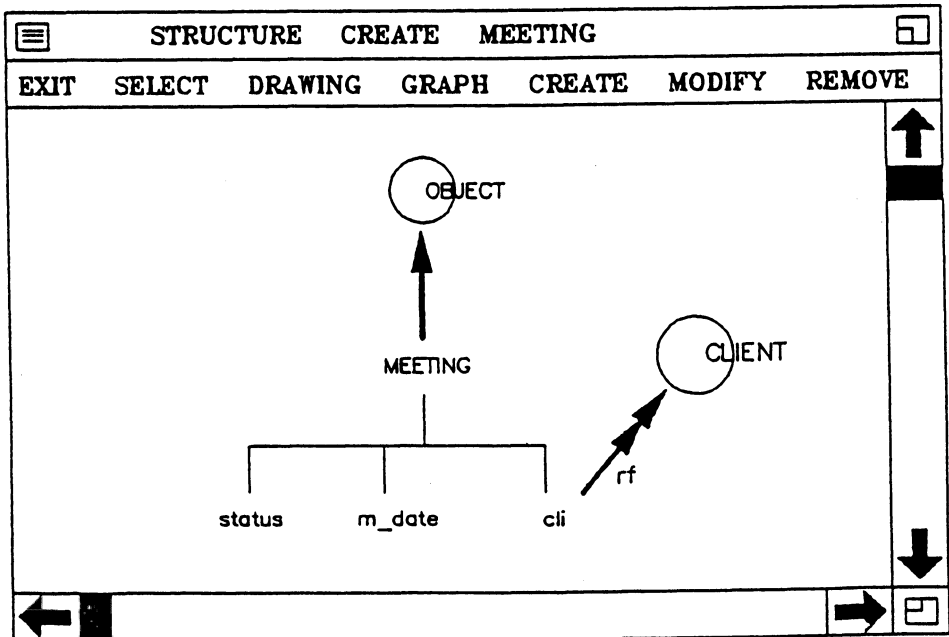 STRUCTURE CREATE MEETING
EXIT SELECT DRAWING GRAPH CREATE MODIFY REMOVE
OBJECT
CLIENT
MEETING
rf
status m_date cli